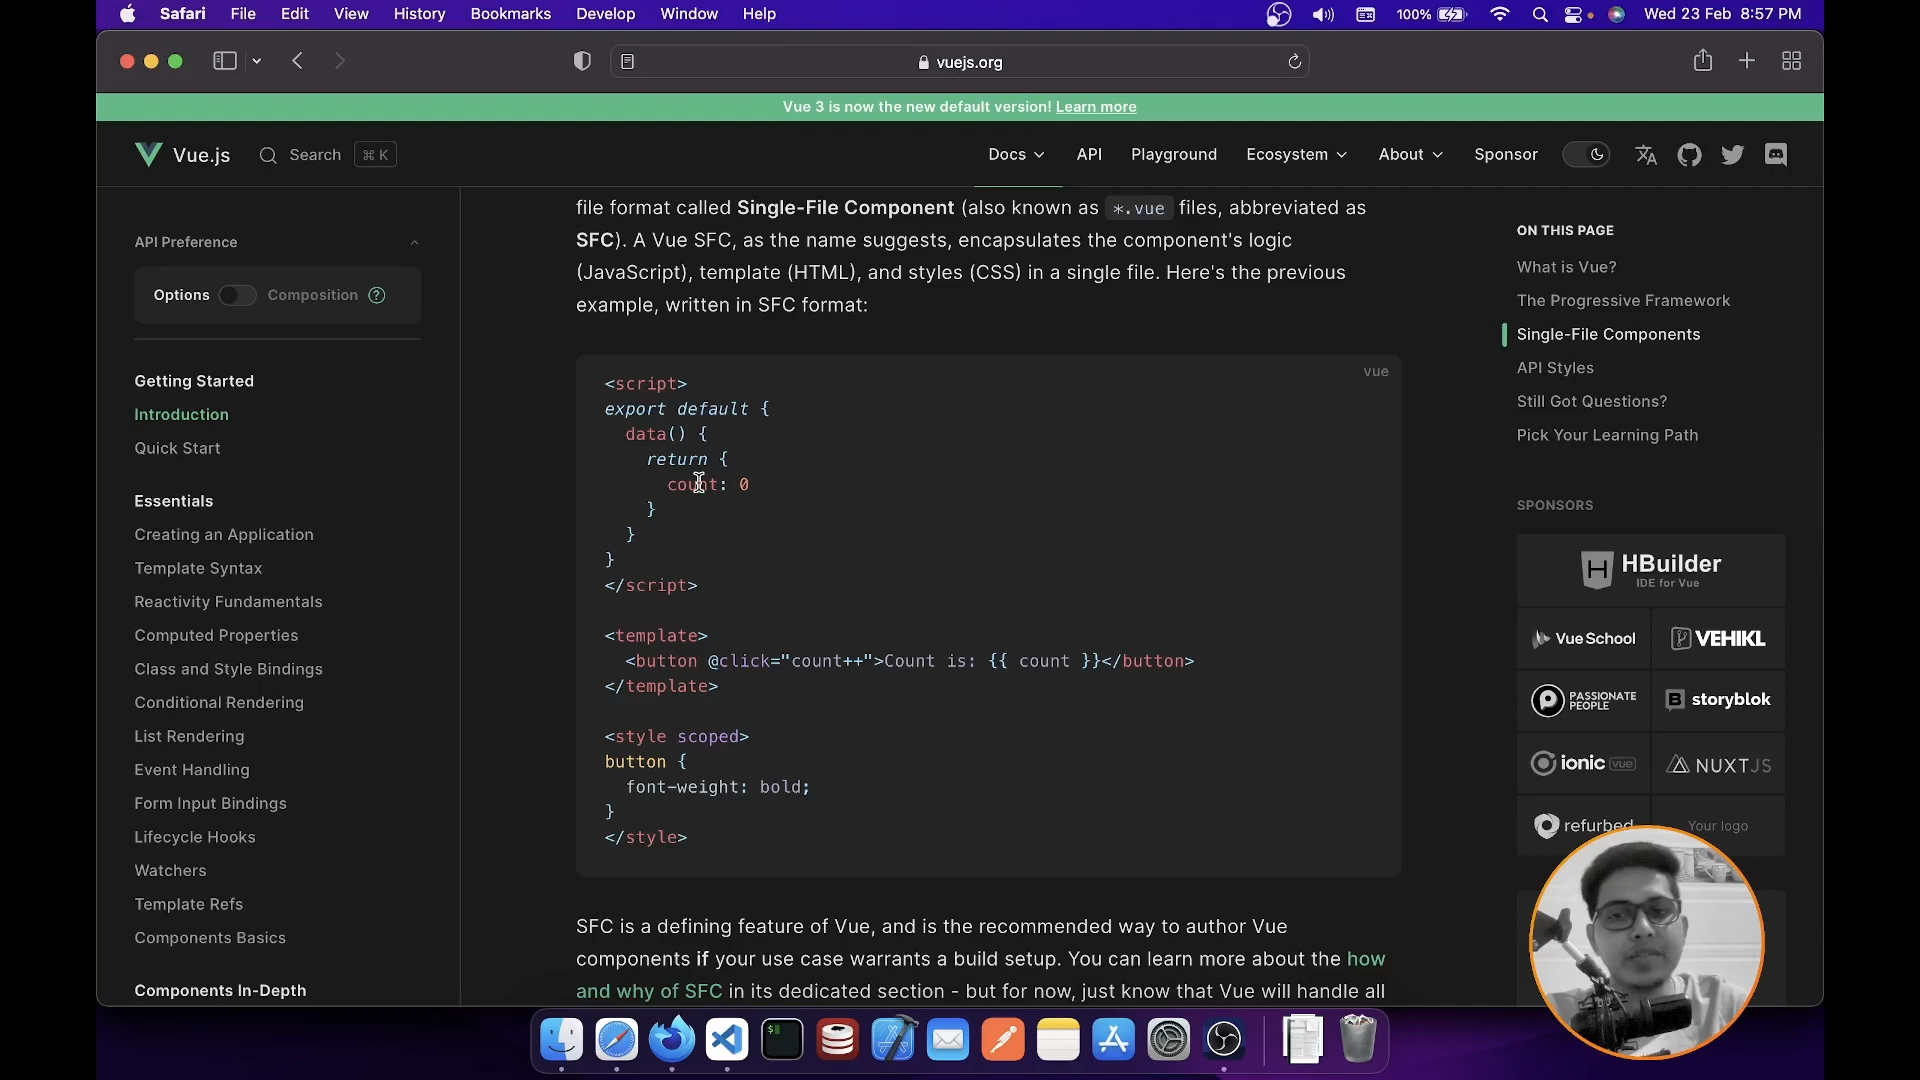 Safari File Edit View History Bookmarks Develop Window Help 100% Wed 23 Feb 8:57 PM
vuejs.org
Vue 3 is now the new default version! Learn more
Vue.js Search ⌘ K Docs API Playground Ecosystem About Sponsor
API Preference
Options Composition ?
Getting Started
Introduction
Quick Start
Essentials
Creating an Application
Template Syntax
Reactivity Fundamentals
Computed Properties
Class and Style Bindings
Conditional Rendering
List Rendering
Event Handling
Form Input Bindings
Lifecycle Hooks
Watchers
Template Refs
Components Basics
Components In-Depth
file format called Single-File Component (also known as *.vue files, abbreviated as
SFC). A Vue SFC, as the name suggests, encapsulates the component's logic
(JavaScript), template (HTML), and styles (CSS) in a single file. Here's the previous
example, written in SFC format:
vue
<script>
export default {
  data() {
    return {
      count: 0
    }
  }
}
</script>
<template>
  <button @click="count++">Count is: {{ count }}</button>
</template>
<style scoped>
button {
  font-weight: bold;
}
</style>
SFC is a defining feature of Vue, and is the recommended way to author Vue
components if your use case warrants a build setup. You can learn more about the how
and why of SFC in its dedicated section - but for now, just know that Vue will handle all
ON THIS PAGE
What is Vue?
The Progressive Framework
Single-File Components
API Styles
Still Got Questions?
Pick Your Learning Path
SPONSORS
H HBuilder
IDE for Vue
Vue School VEHIKL
PASSIONATE
PEOPLE
storyblok
ionic vue NUXTJS
refurbed Your logo